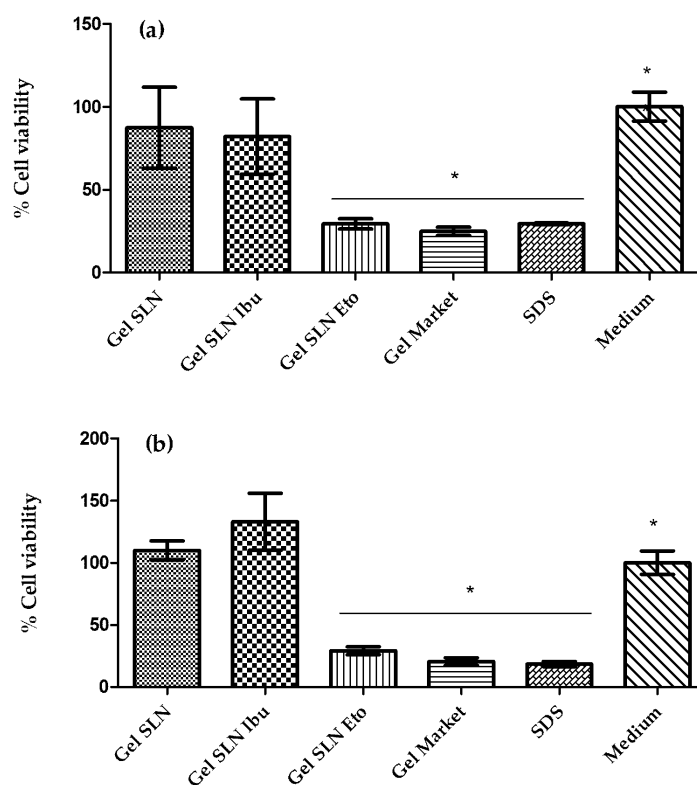 (a)
% Cell viability
150
100
50
0
*
*
Gel SLN
Gel SLN Ibu
Gel SLN Eto
Gel Market
SDS
Medium
(b)
% Cell viability
200
150
100
50
0
*
*
Gel SLN
Gel SLN Ibu
Gel SLN Eto
Gel Market
SDS
Medium